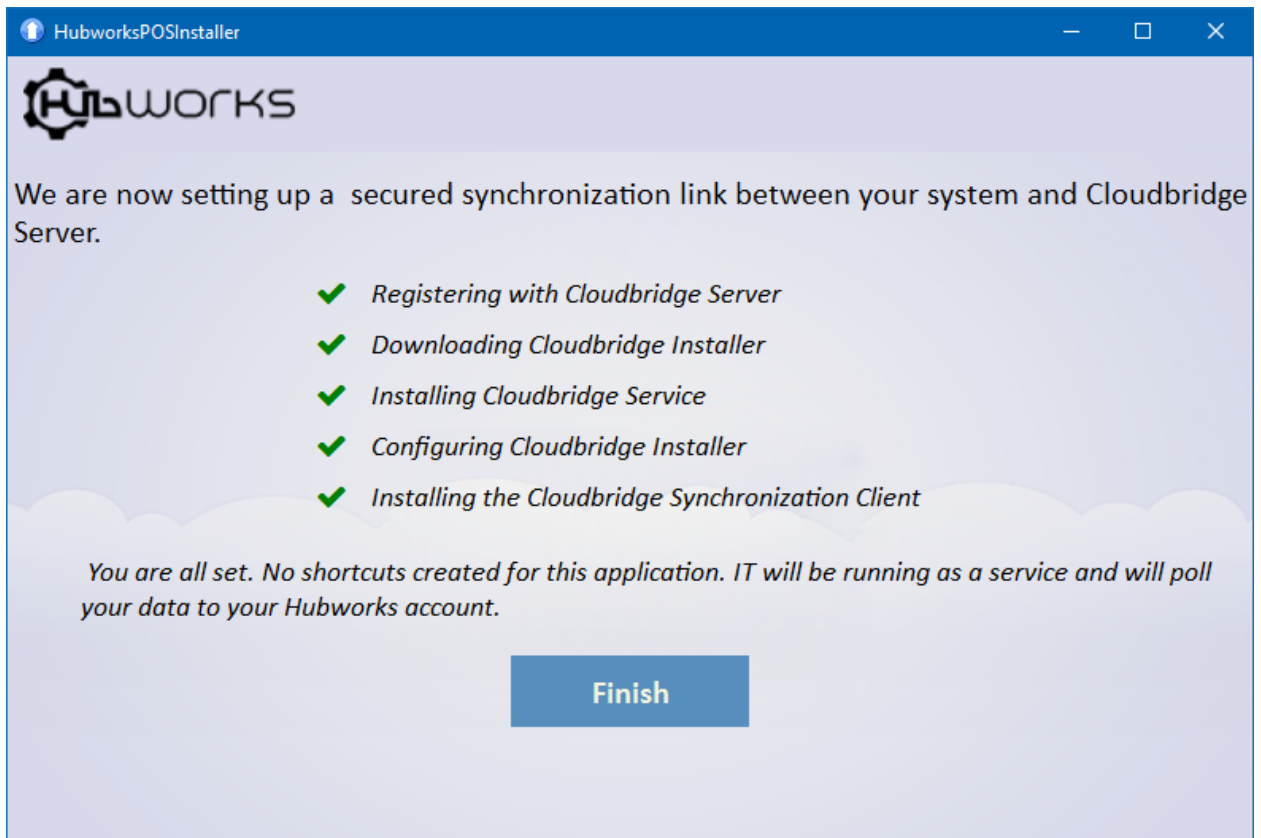 HubworksPOSInstaller
Hubworks
We are now setting up a  secured synchronization link between your system and Cloudbridge
Server.
Registering with Cloudbridge Server
Downloading Cloudbridge Installer
Installing Cloudbridge Service
Configuring Cloudbridge Installer
Installing the Cloudbridge Synchronization Client
You are all set. No shortcuts created for this application. IT will be running as a service and will poll
your data to your Hubworks account.
Finish